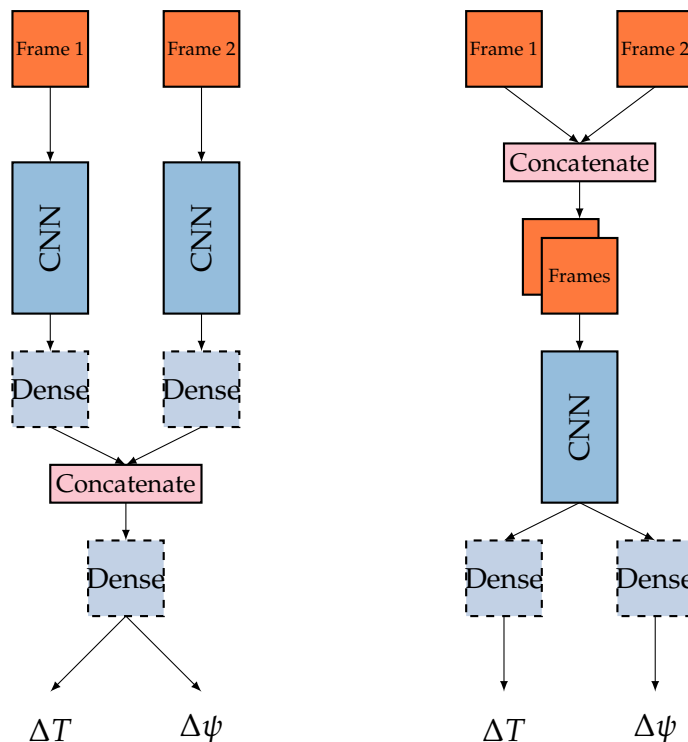 Frame 1
Frame 2
CNN
CNN
Dense
Dense
Concatenate
Dense
ΔT
Δψ
Frame 1
Frame 2
Concatenate
Frames
CNN
Dense
Dense
ΔT
Δψ